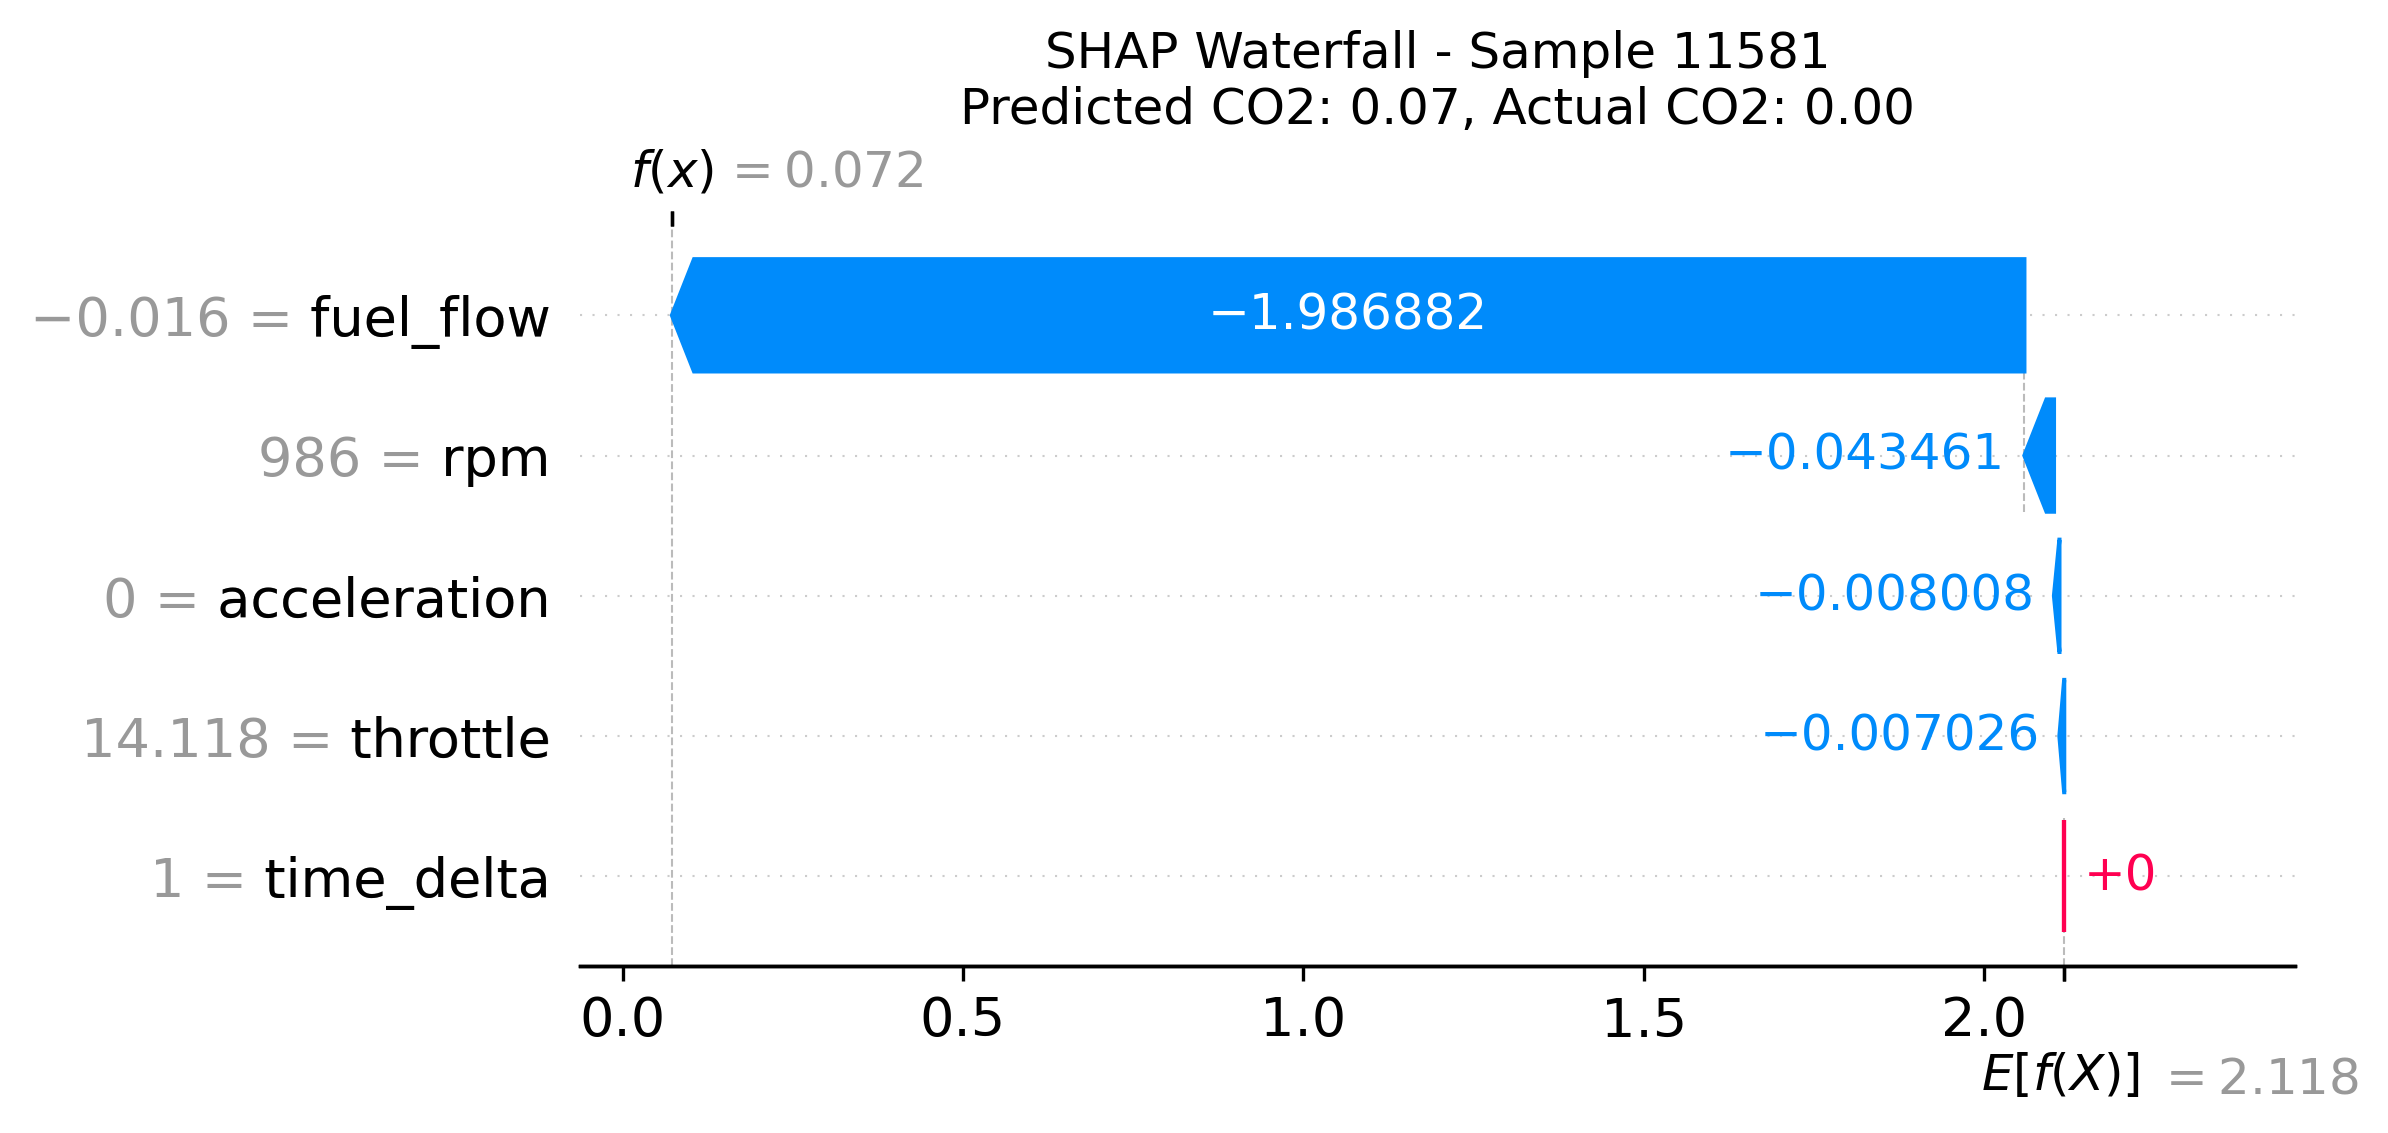 SHAP Waterfall - Sample 11581
Predicted CO2: 0.07, Actual CO2: 0.00
f(x) = 0.072
−0.016 = fuel_flow −1.986882
986 = rpm −0.043461
0 = acceleration −0.008008
14.118 = throttle −0.007026
1 = time_delta +0
0.0 0.5 1.0 1.5 2.0
E[f(X)] = 2.118